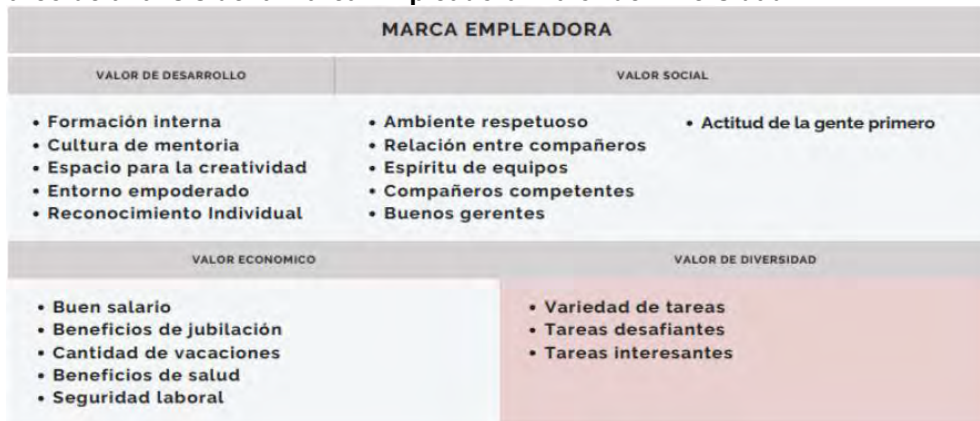 MARCA EMPLEADORA
VALOR DE DESARROLLO
VALOR SOCIAL
• Formación interna
• Cultura de mentoria
• Espacio para la creatividad
• Entorno empoderado
• Reconocimiento Individual
• Ambiente respetuoso
• Relación entre compañeros
• Espíritu de equipos
• Compañeros competentes
• Buenos gerentes
• Actitud de la gente primero
VALOR ECONOMICO
VALOR DE DIVERSIDAD
• Buen salario
• Beneficios de jubilación
• Cantidad de vacaciones
• Beneficios de salud
• Seguridad laboral
• Variedad de tareas
• Tareas desafiantes
• Tareas interesantes